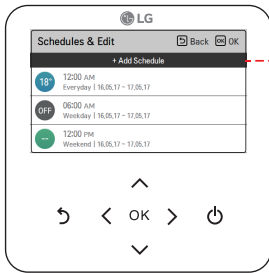 LG
Schedules & Edit Back OK OK
+ Add Schedule
18° 12:00 AM
Everyday | 16,05,17 ~ 17,05,17
OFF 06:00 AM
Weekday | 16,05,17 ~ 17,05,17
-- 12:00 PM
Weekend | 16,05,17 ~ 17,05,17
OK